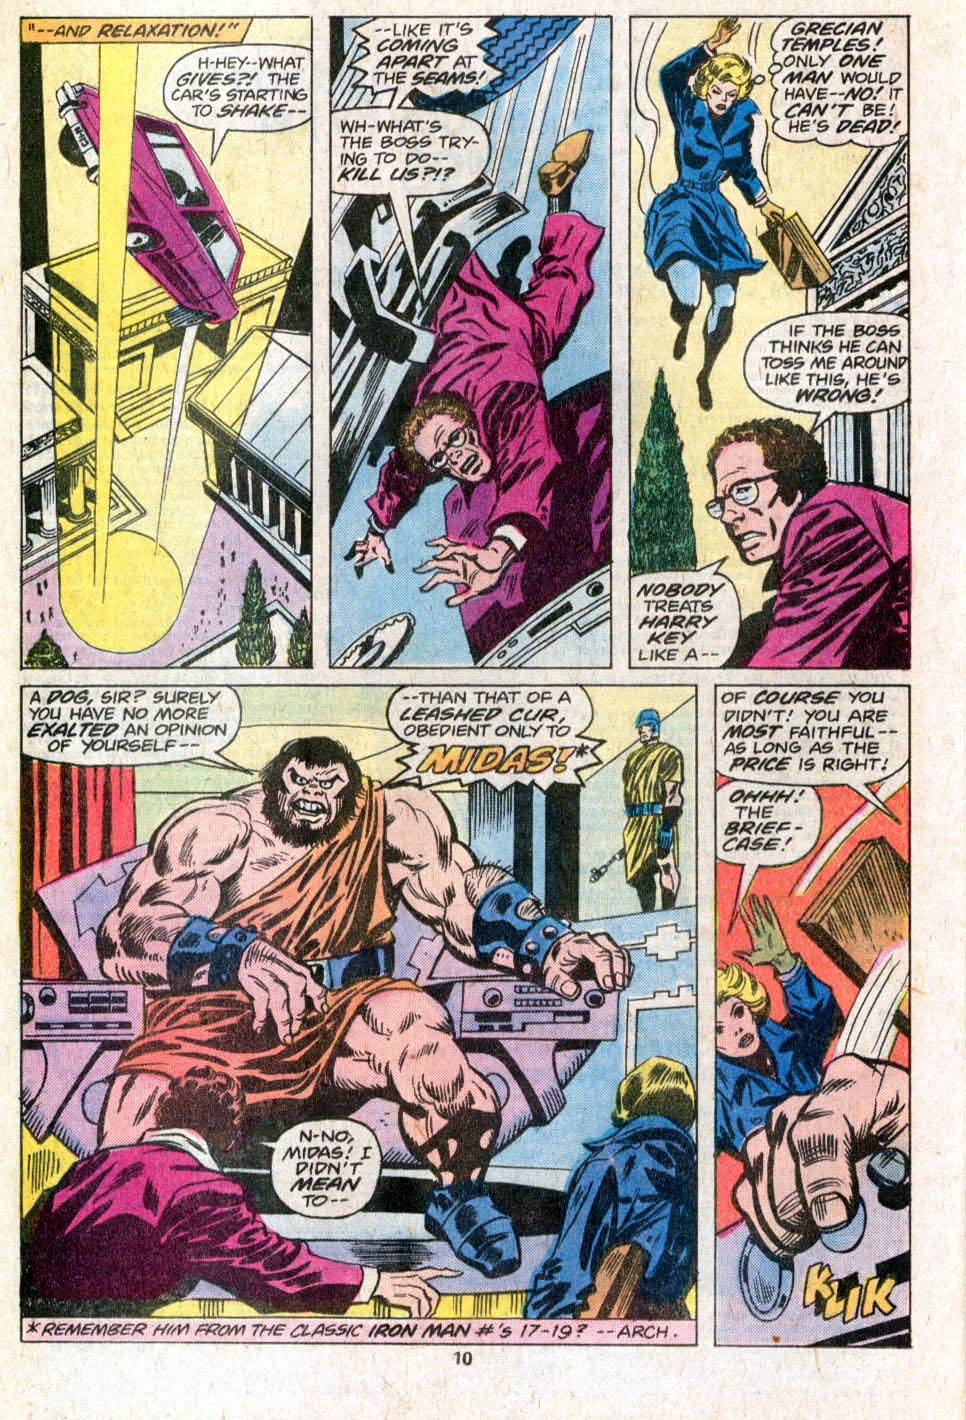 "--AND RELAXATION!"
H-HEY--WHAT
GIVES?! THE
CAR'S STARTING
TO SHAKE--
--LIKE IT'S
COMING
APART AT
THE SEAMS!
WH-WHAT'S
THE BOSS TRY-
ING TO DO--
KILL US?!?
GRECIAN
TEMPLES!
ONLY ONE
MAN WOULD
HAVE--NO! IT
CAN'T BE!
HE'S DEAD!
IF THE BOSS
THINKS HE CAN
TOSS ME AROUND
LIKE THIS, HE'S
WRONG!
NOBODY
TREATS
HARRY
KEY
LIKE A--
A DOG, SIR? SURELY
YOU HAVE NO MORE
EXALTED AN OPINION
OF YOURSELF--
--THAN THAT OF A
LEASHED CUR,
OBEDIENT ONLY TO
MIDAS!*
N-NO,
MIDAS! I
DIDN'T
MEAN
TO--
*REMEMBER HIM FROM THE CLASSIC IRON MAN #'s 17-19? --ARCH.
OF COURSE YOU
DIDN'T! YOU ARE
MOST FAITHFUL--
AS LONG AS THE
PRICE IS RIGHT!
OHHH!
THE
BRIEF-
CASE!
KLIK
10